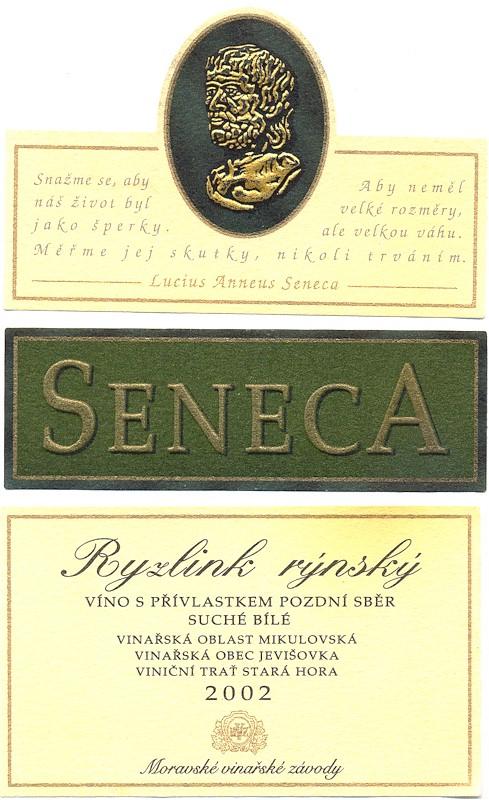 Snažme se, aby
náš život byl
jako šperky.
Aby neměl
velké rozměry,
ale velkou váhu.
Měřme jej skutky, nikoli trváním.
Lucius Anneus Seneca
SENECA
Ryzlink rýnský
VÍNO S PŘÍVLASTKEM POZDNÍ SBĚR
SUCHÉ BÍLÉ
VINAŘSKÁ OBLAST MIKULOVSKÁ
VINAŘSKÁ OBEC JEVIŠOVKA
VINIČNÍ TRAŤ STARÁ HORA
2002
Moravské vinařské závody